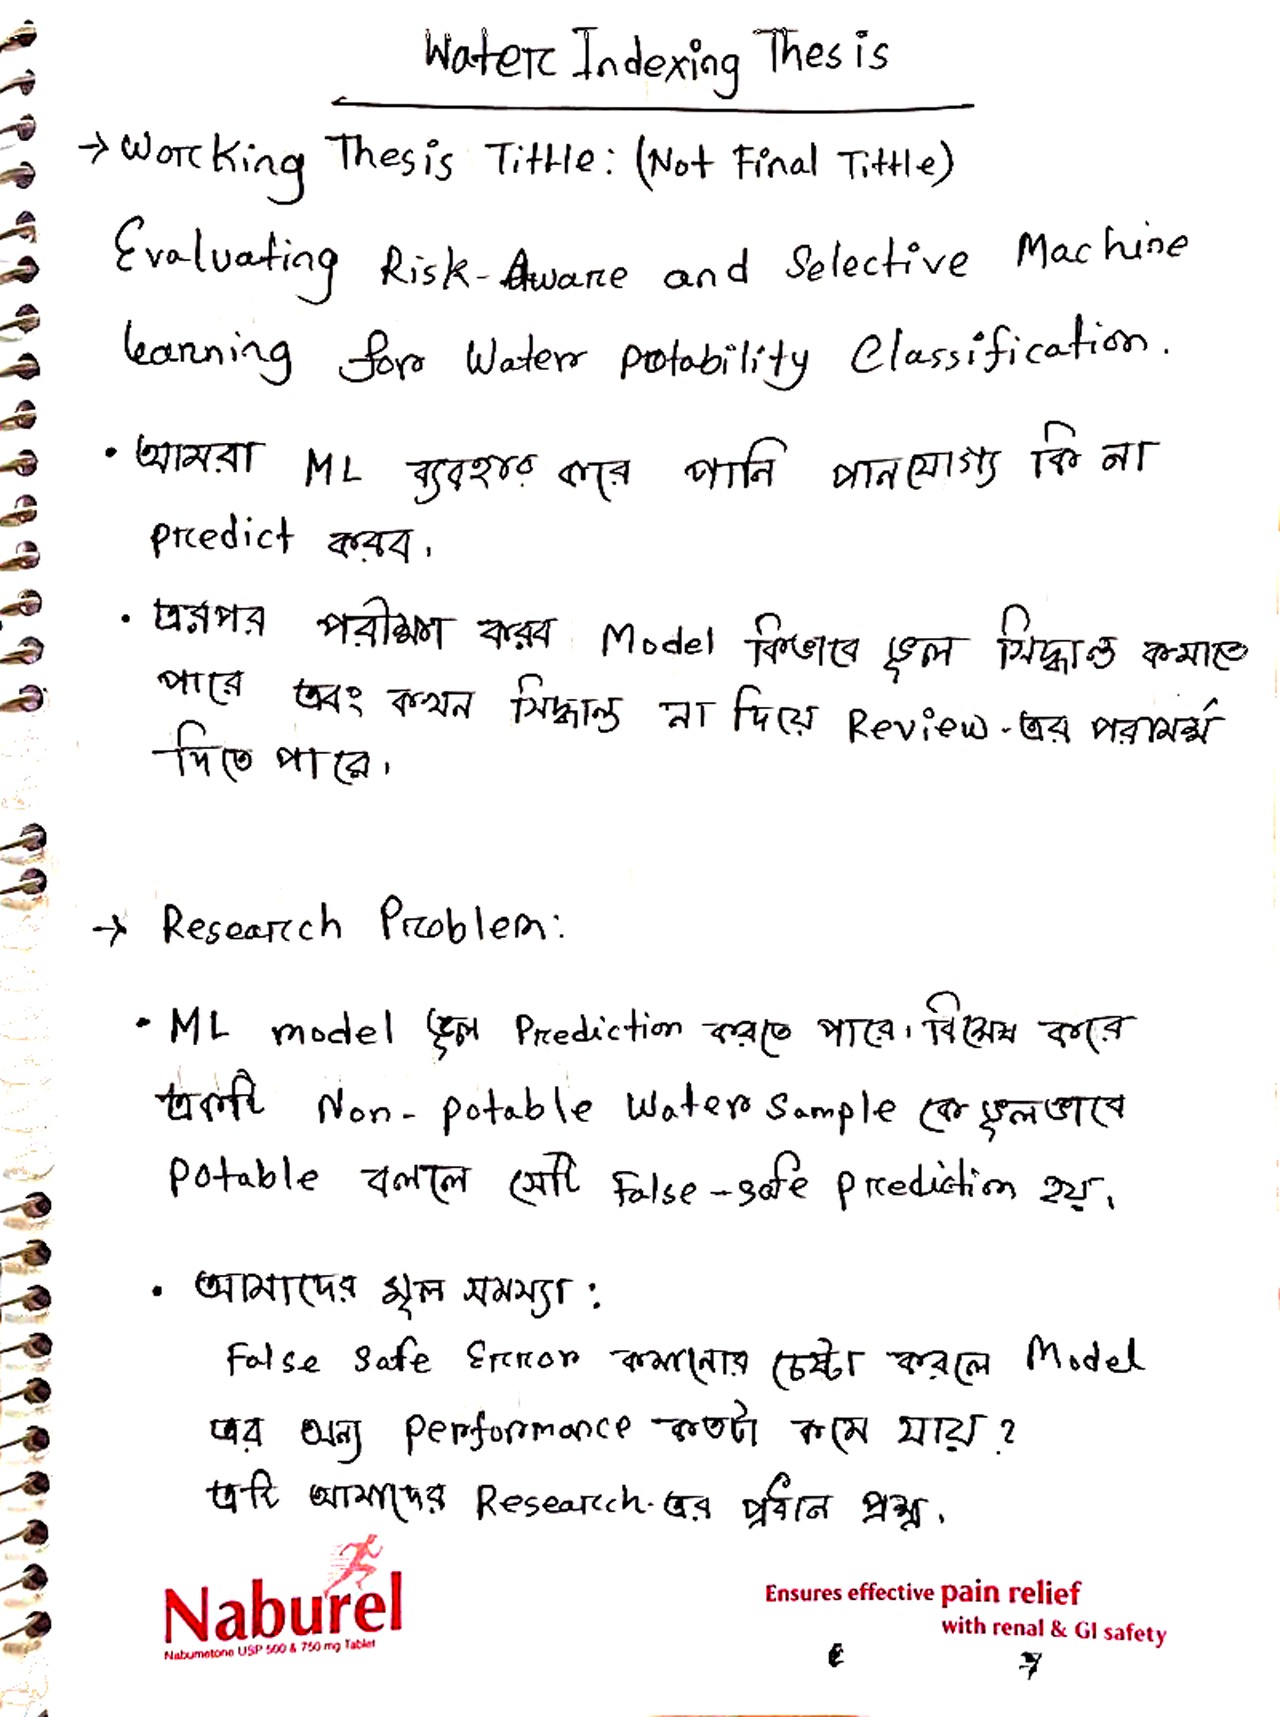 Water Indexing Thesis
→ Working Thesis Tittle: (Not Final Tittle)
Evaluating Risk-Aware and Selective Machine
learning for Water potability Classification.
• আমরা ML ব্যবহার করে পানি পানযোগ্য কি না
predict করব।
• এরপর পরীক্ষা করব Model কিভাবে ভুল সিদ্ধান্ত কমাতে
পারে এবং কখন সিদ্ধান্ত না দিয়ে Review-এর পরামর্শ
দিতে পারে।
→ Research Problem:
• ML model ভুল Prediction করতে পারে। বিশেষ করে
একটি Non-potable Water sample কে ভুলভাবে
potable বললে সেটি False-safe prediction হয়।
• আমাদের মূল সমস্যা:
False safe Error কমানোর চেষ্টা করলে Model
এর অন্য performance কতটা কমে যায়?
এটি আমাদের Research-এর প্রধান প্রশ্ন।
Naburel
Nabumetone USP 500 & 750 mg Tablet
Ensures effective pain relief
with renal & GI safety